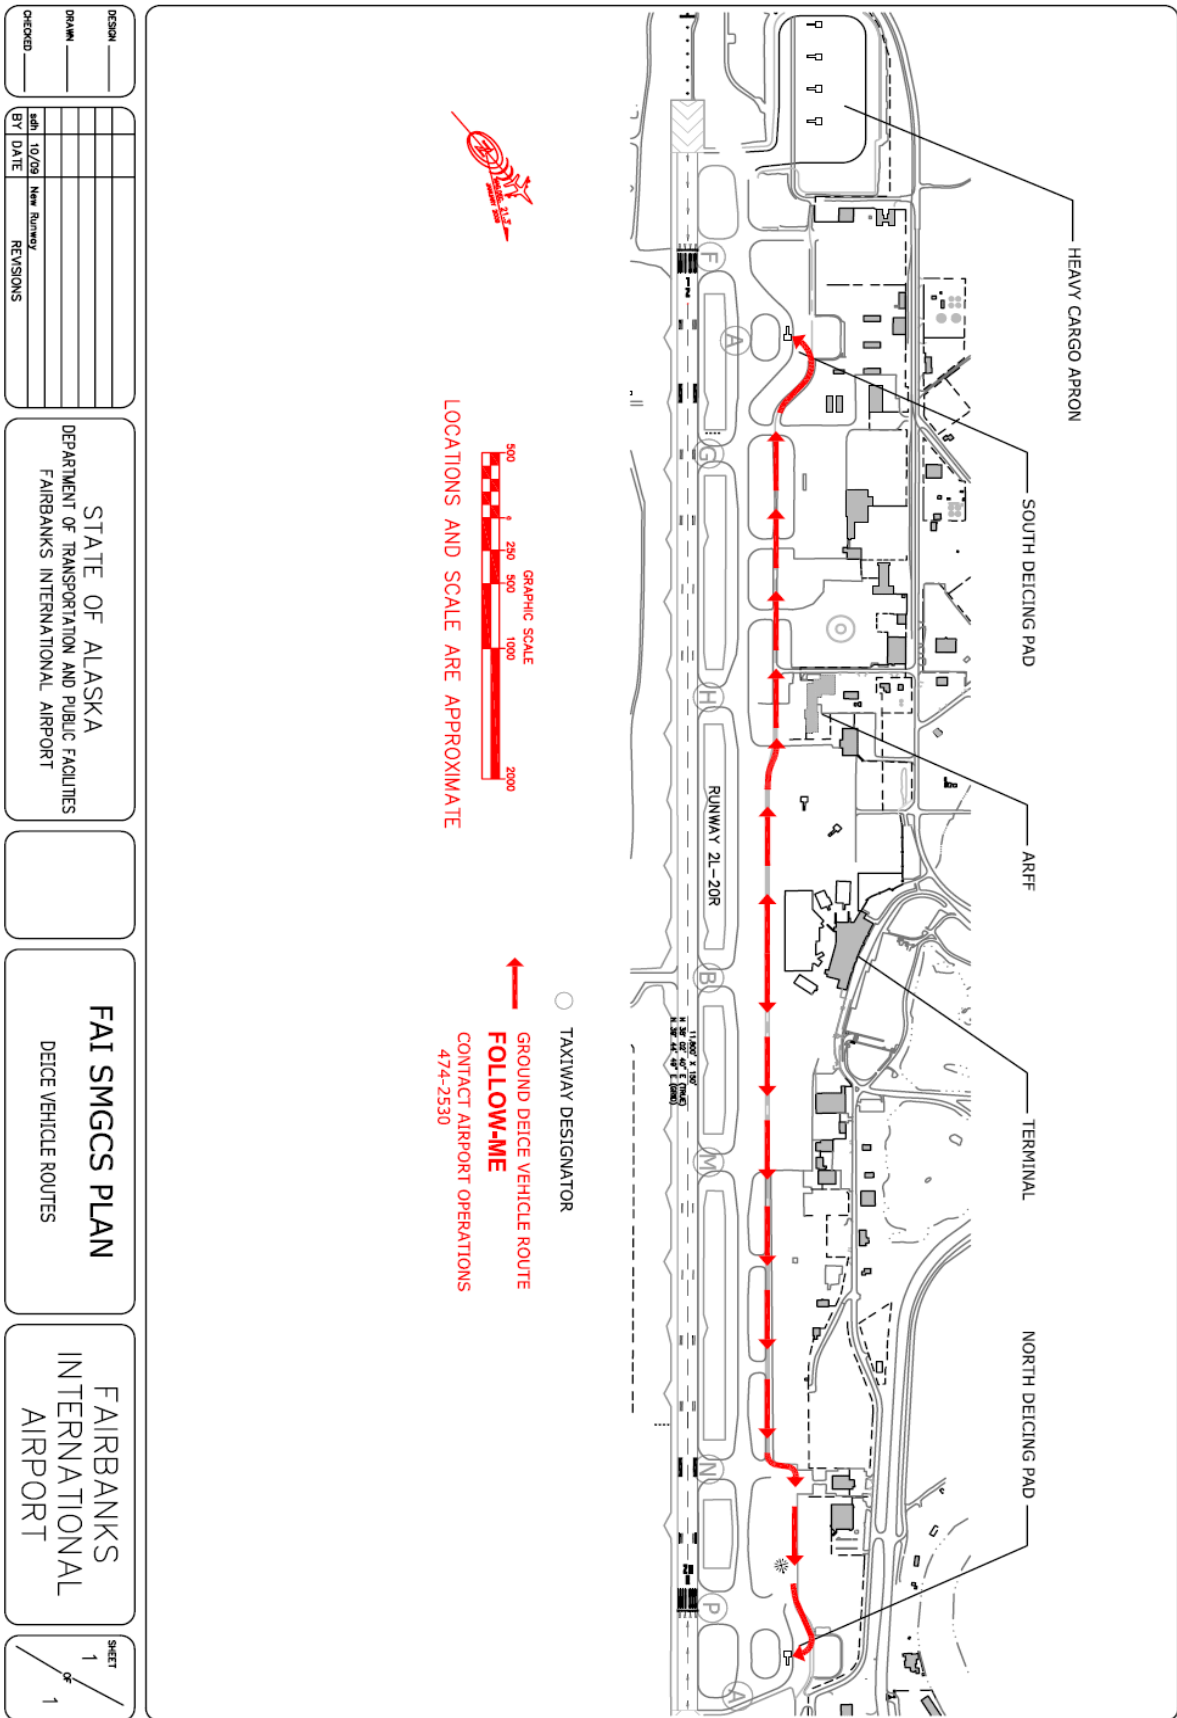 HEAVY CARGO APRON
SOUTH DEICING PAD
ARFF
TERMINAL
NORTH DEICING PAD
F
A
G
H
B
M
N
P
A
RUNWAY 2L-20R
11,800' X 150'
TAXIWAY DESIGNATOR
GROUND DEICE VEHICLE ROUTE
FOLLOW-ME
CONTACT AIRPORT OPERATIONS
474-2530
GRAPHIC SCALE
500 0 250 500 1000 2000
LOCATIONS AND SCALE ARE APPROXIMATE
DESIGN
DRAWN
CHECKED
sdh 10/09 New Runway
BY DATE REVISIONS
STATE OF ALASKA
DEPARTMENT OF TRANSPORTATION AND PUBLIC FACILITIES
FAIRBANKS INTERNATIONAL AIRPORT
FAI SMGCS PLAN
DEICE VEHICLE ROUTES
FAIRBANKS
INTERNATIONAL
AIRPORT
SHEET
1 OF 1